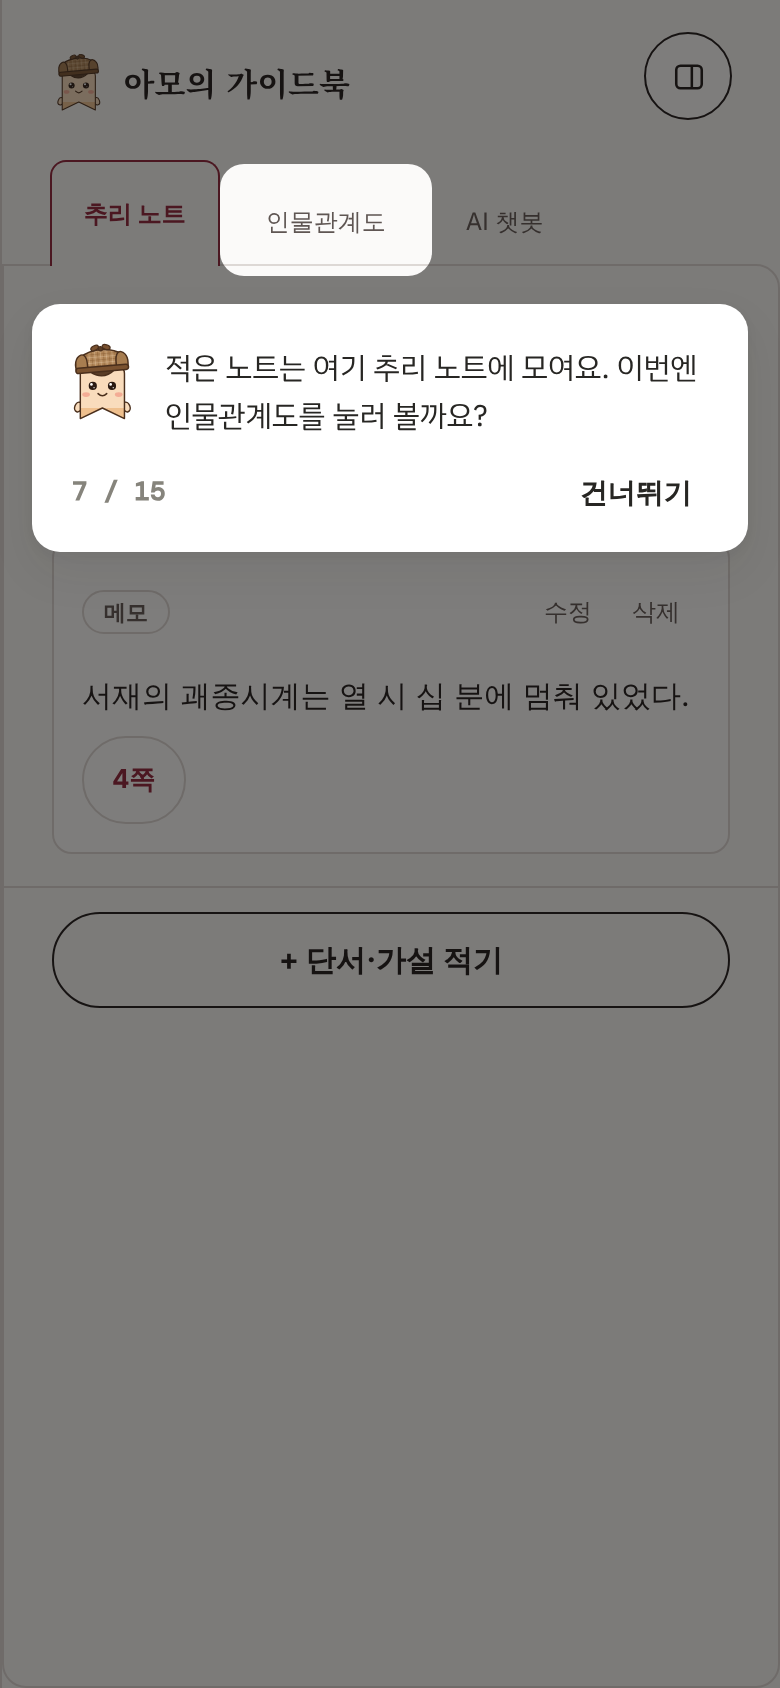 아모의 가이드북
추리 노트
인물관계도
AI 챗봇
적은 노트는 여기 추리 노트에 모여요. 이번엔
인물관계도를 눌러 볼까요?
7 / 15
건너뛰기
메모
수정
삭제
서재의 괘종시계는 열 시 십 분에 멈춰 있었다.
4쪽
+ 단서·가설 적기